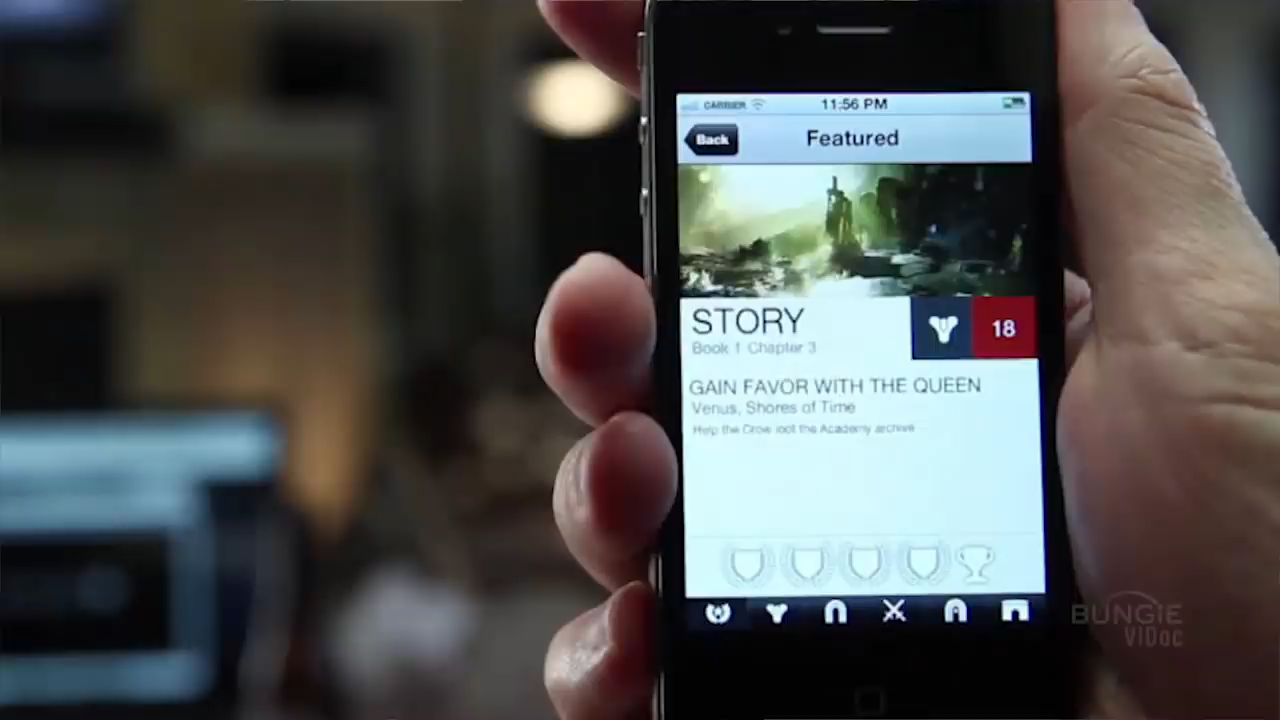 CARRIER
11:56 PM
Back
Featured
STORY
Book 1 Chapter 3
18
GAIN FAVOR WITH THE QUEEN
Venus, Shores of Time
Help the Crow loot the Academy archive
BUNGIE
ViDoc